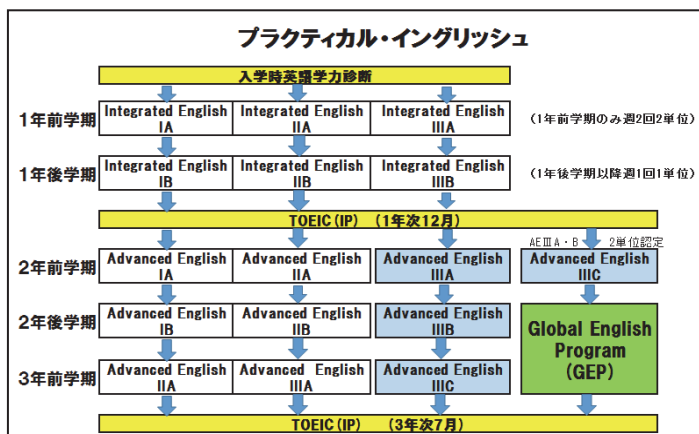 プラクティカル・イングリッシュ
入学時英語学力診断
1年前学期
Integrated English
IA
Integrated English
IIA
Integrated English
IIIA
(1年前学期のみ週2回2単位)
1年後学期
Integrated English
IB
Integrated English
IIB
Integrated English
IIIB
(1年後学期以降週1回1単位)
TOEIC(IP) (1年次12月)
AEⅢA・B 2単位認定
2年前学期
Advanced English
IA
Advanced English
IIA
Advanced English
IIIA
Advanced English
IIIC
2年後学期
Advanced English
IB
Advanced English
IIB
Advanced English
IIIB
Global English
Program
(GEP)
3年前学期
Advanced English
IIA
Advanced English
IIIA
Advanced English
IIIC
TOEIC(IP) (3年次7月)